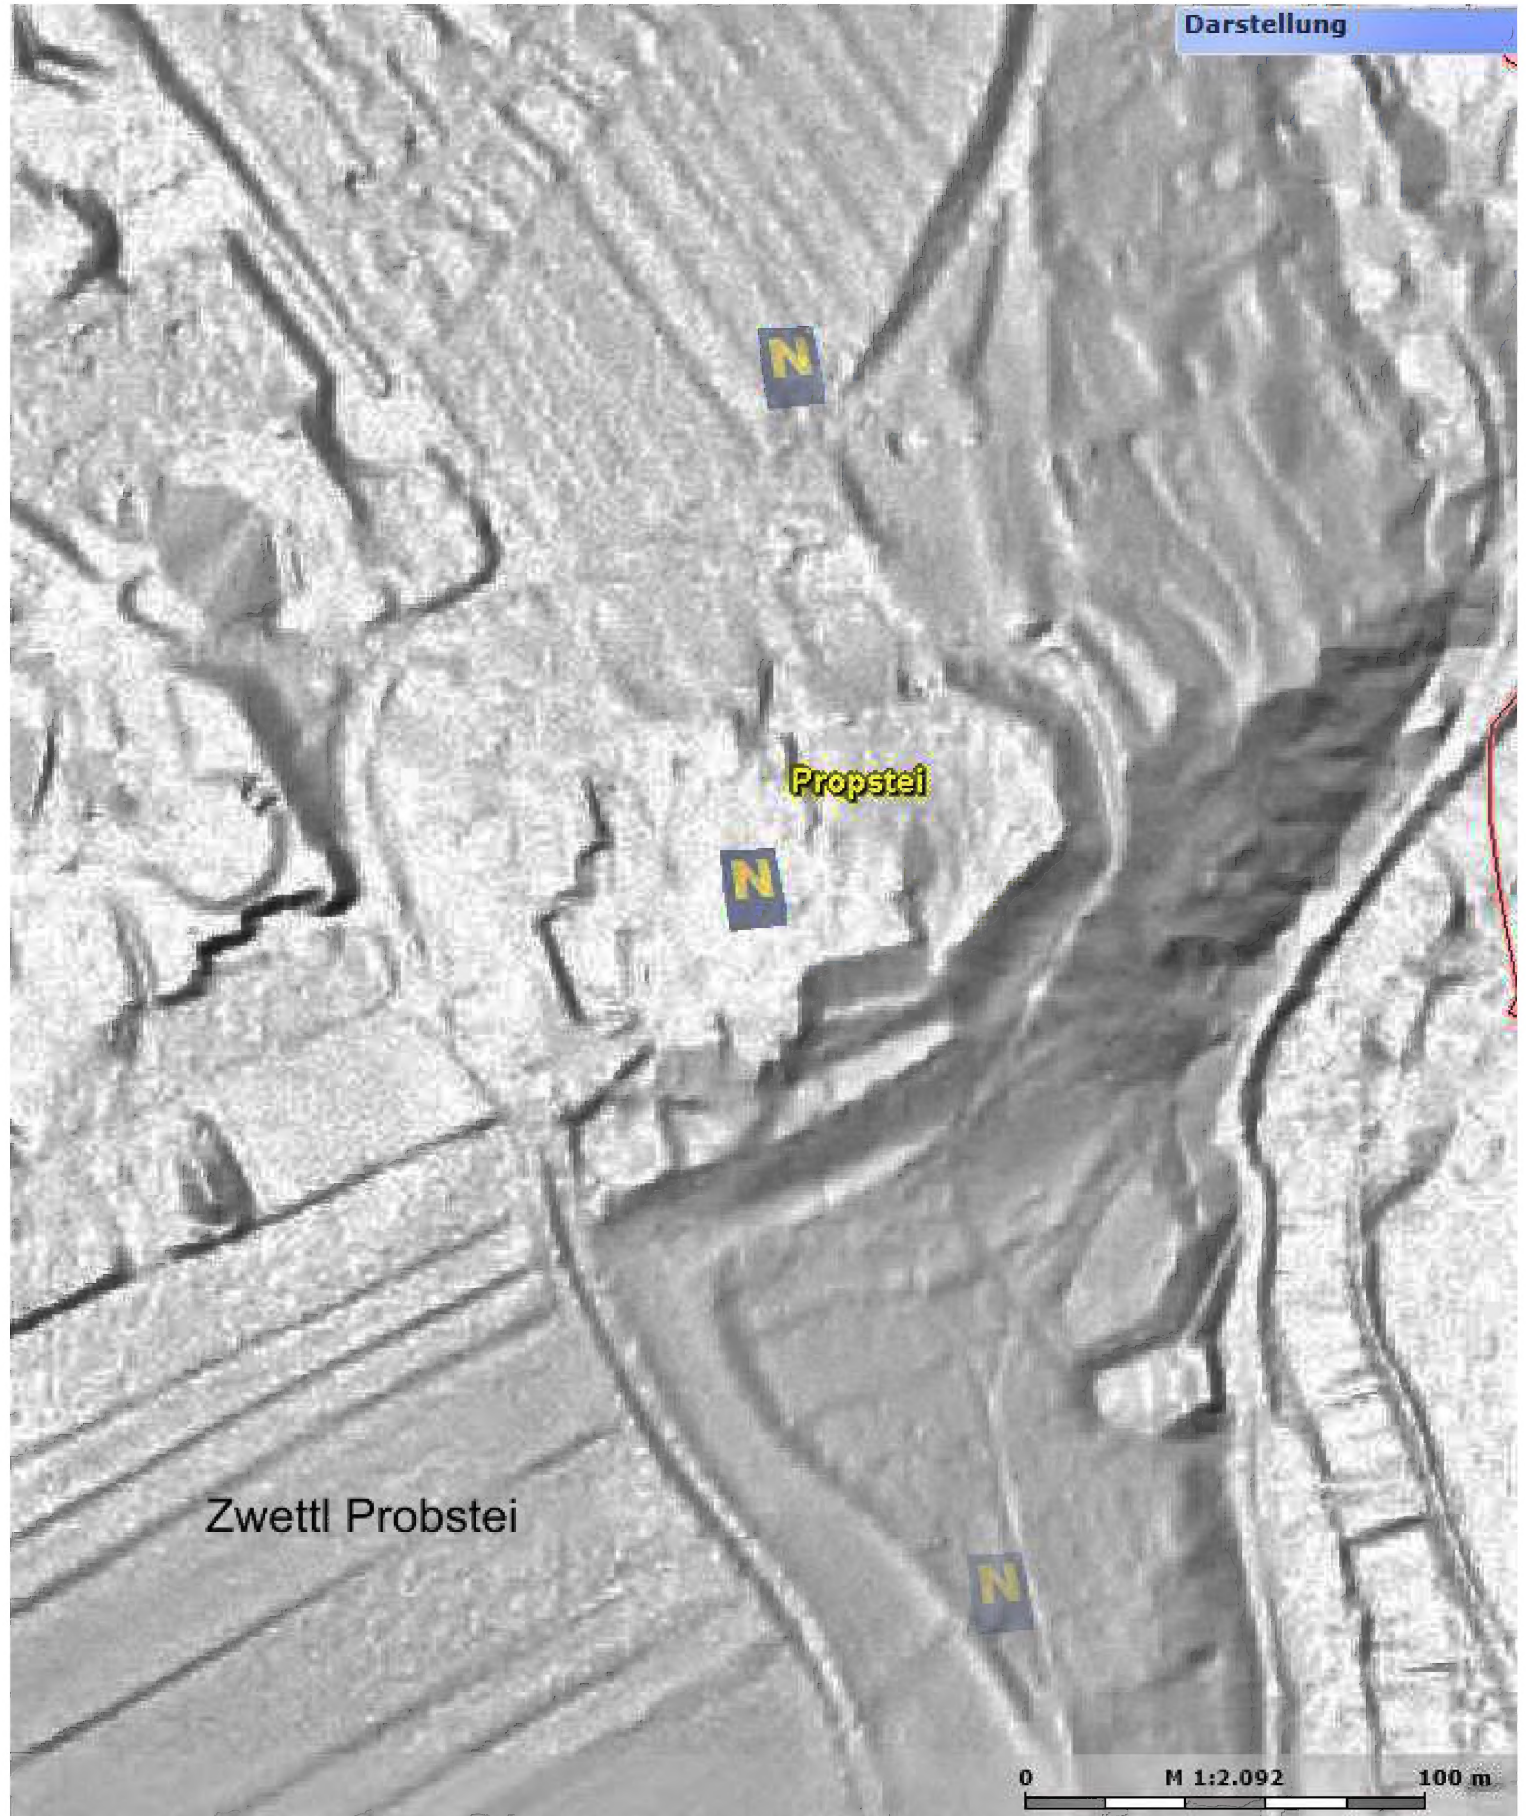 Darstellung
N
Propstei
N
Zwettl Probstei
N
0 M 1:2.092 100 m